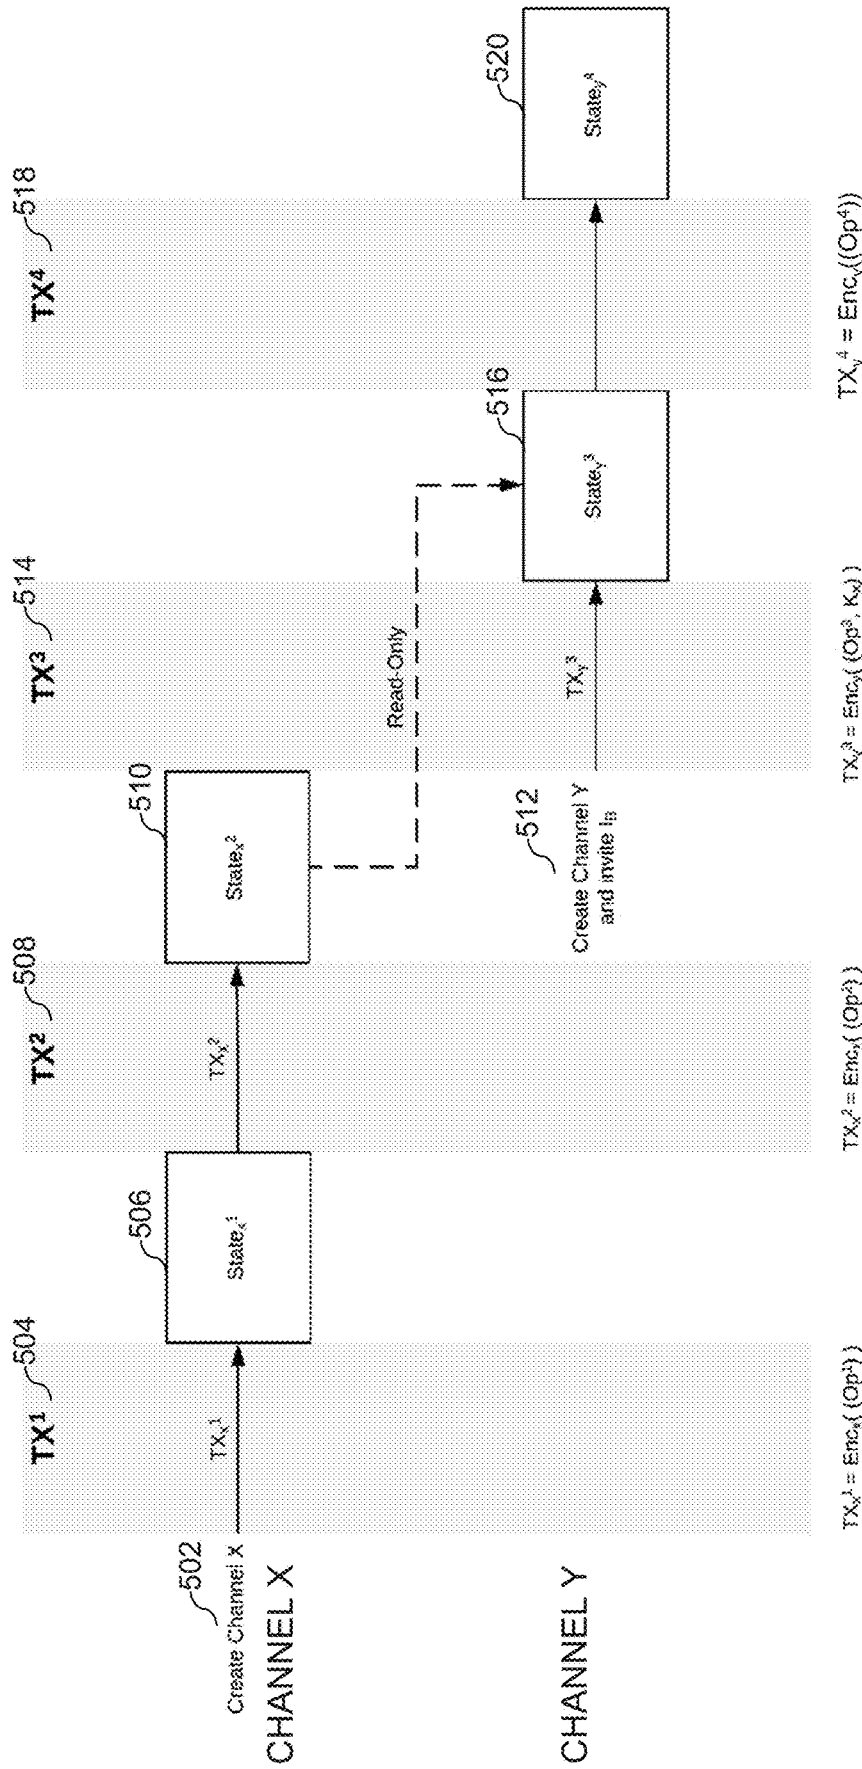 TX¹ 504
TX² 508
TX³ 514
TX⁴ 518
502
Create Channel X
CHANNEL X
TXₓ¹
506
Stateₓ¹
TXₓ²
510
Stateₓ²
Read-Only
CHANNEL Y
512
Create Channel Y
and invite I_B
TXᵧ³
516
Stateᵧ³
520
Stateᵧ⁴
TXₓ¹ = Encₓ( (Op¹) )
TXₓ² = Encₓ( (Op²) )
TXᵧ³ = Encᵧ( (Op³, Kₓ) )
TXᵧ⁴ = Encᵧ((Op⁴))